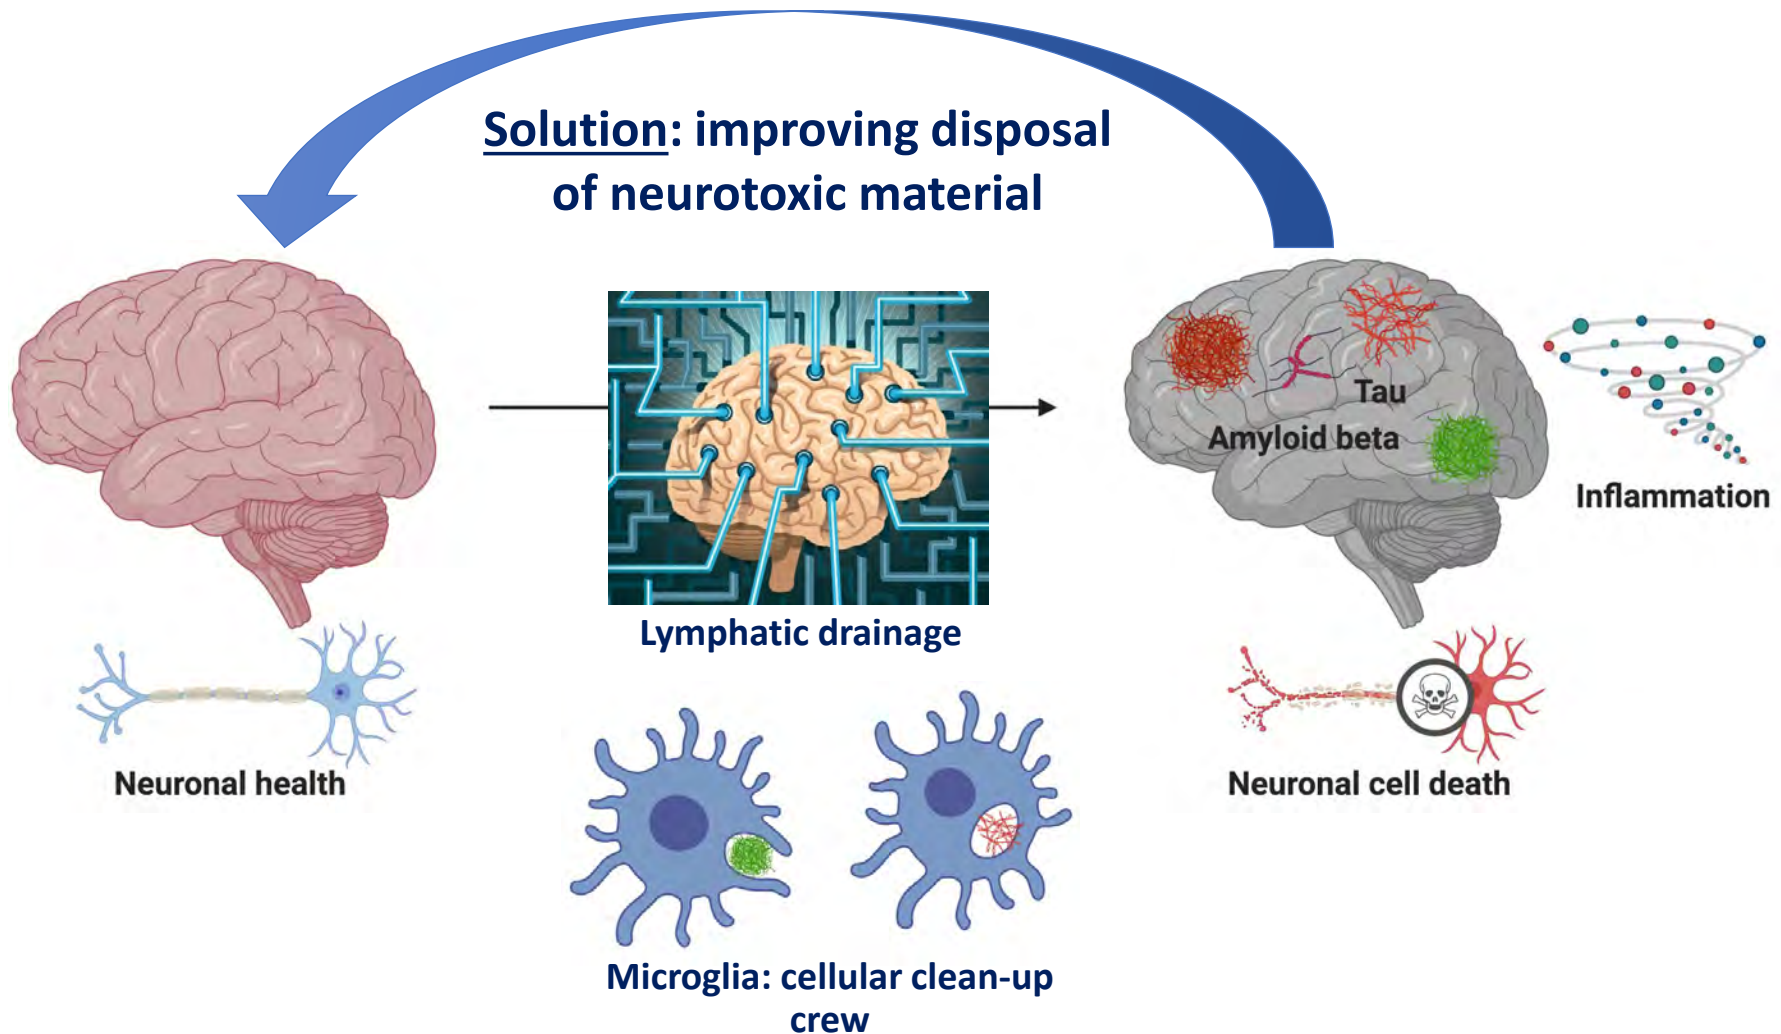 Solution: improving disposal
of neurotoxic material
Tau
Amyloid beta
Inflammation
Lymphatic drainage
Neuronal health
Neuronal cell death
Microglia: cellular clean-up
crew